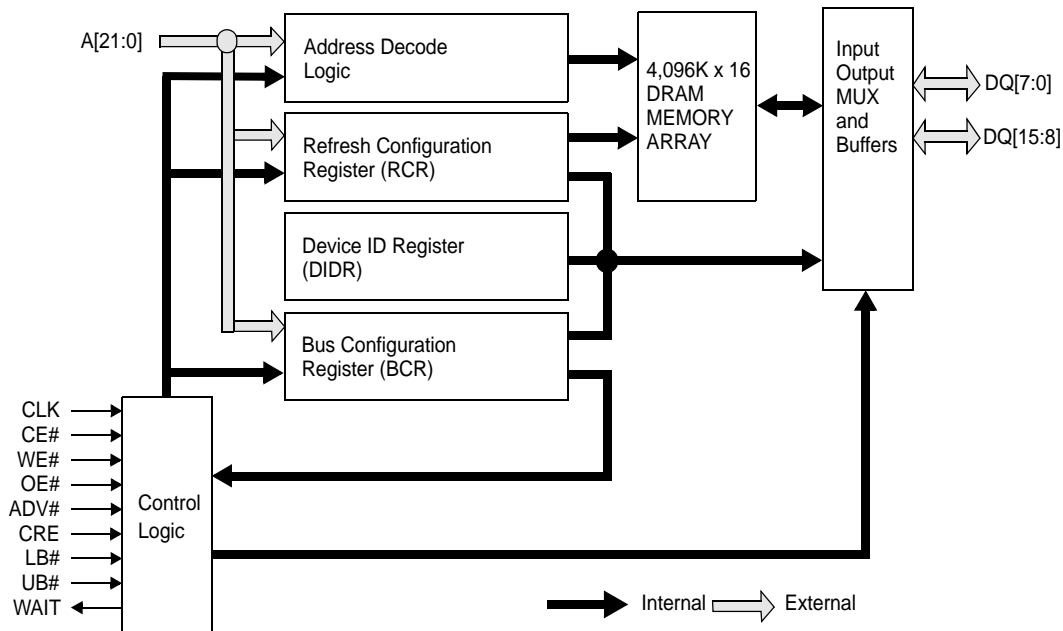 A[21:0]
Address Decode
Logic
Refresh Configuration
Register (RCR)
Device ID Register
(DIDR)
Bus Configuration
Register (BCR)
4,096K x 16
DRAM
MEMORY
ARRAY
Input
Output
MUX
and
Buffers
DQ[7:0]
DQ[15:8]
CLK
CE#
WE#
OE#
ADV#
CRE
LB#
UB#
WAIT
Control
Logic
Internal
External